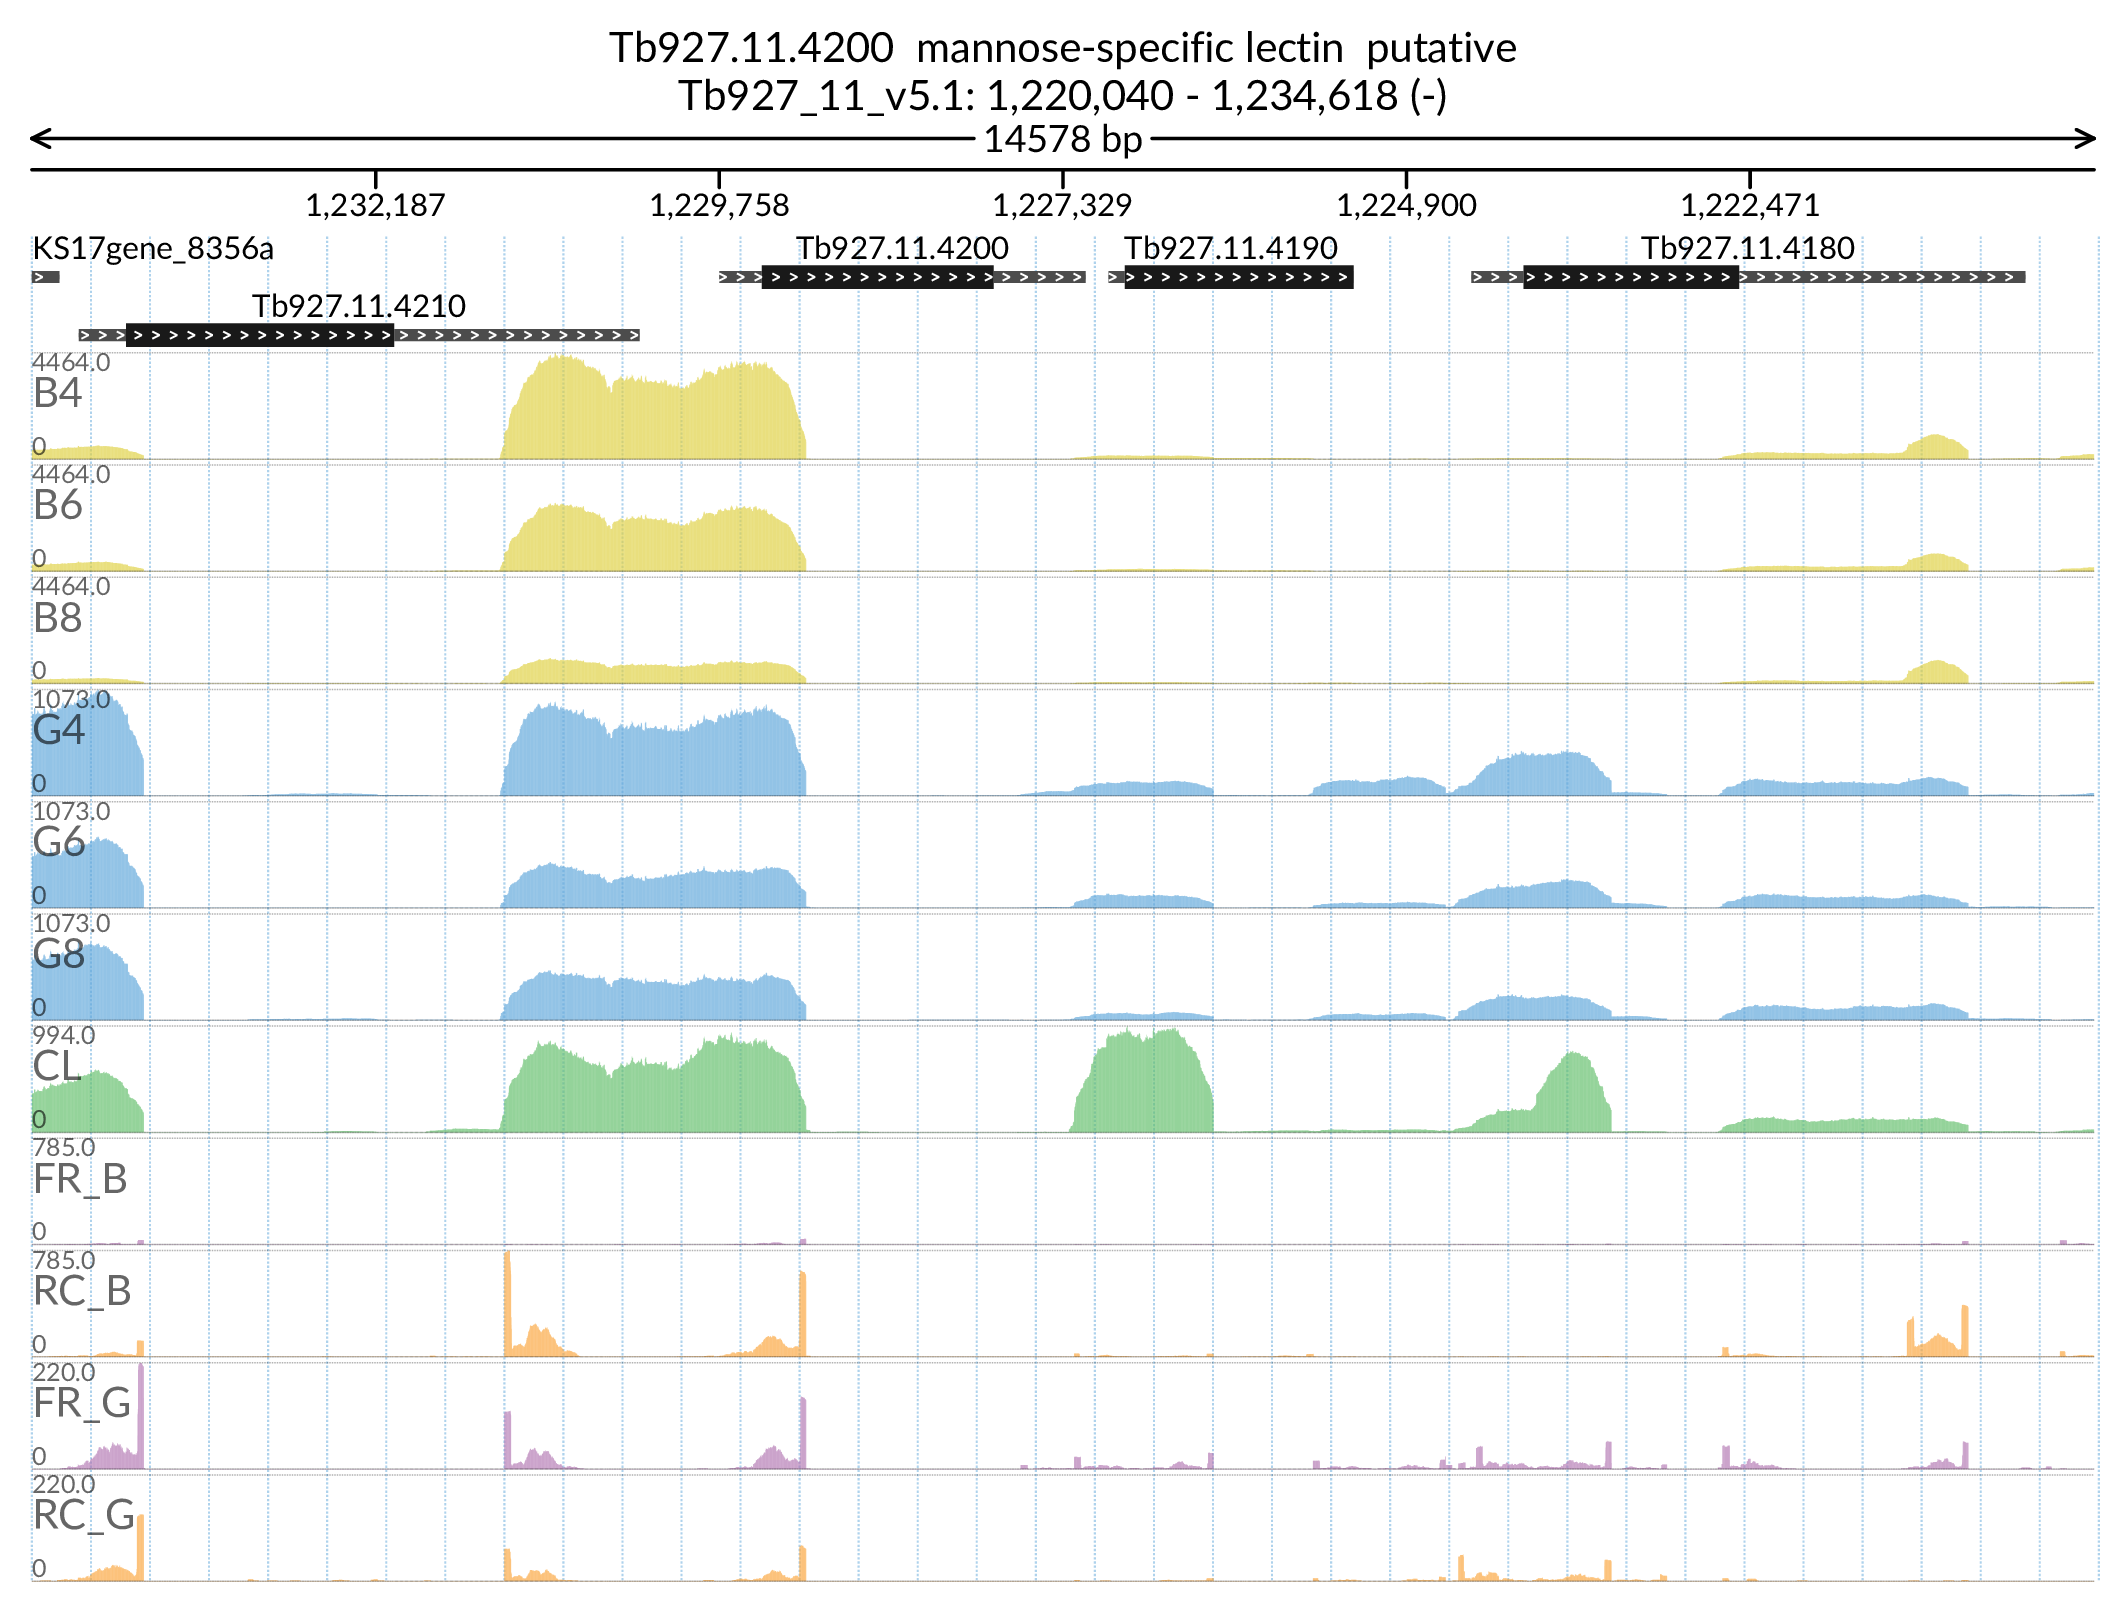 Tb927.11.4200  mannose-specific lectin  putative
Tb927_11_v5.1: 1,220,040 - 1,234,618 (-)
14578 bp
1,232,187 1,229,758 1,227,329 1,224,900 1,222,471
KS17gene_8356a Tb927.11.4200 Tb927.11.4190 Tb927.11.4180
Tb927.11.4210
4464.0
B4
0
4464.0
B6
0
4464.0
B8
0
1073.0
G4
0
1073.0
G6
0
1073.0
G8
0
994.0
CL
0
785.0
FR_B
0
785.0
RC_B
0
220.0
FR_G
0
220.0
RC_G
0